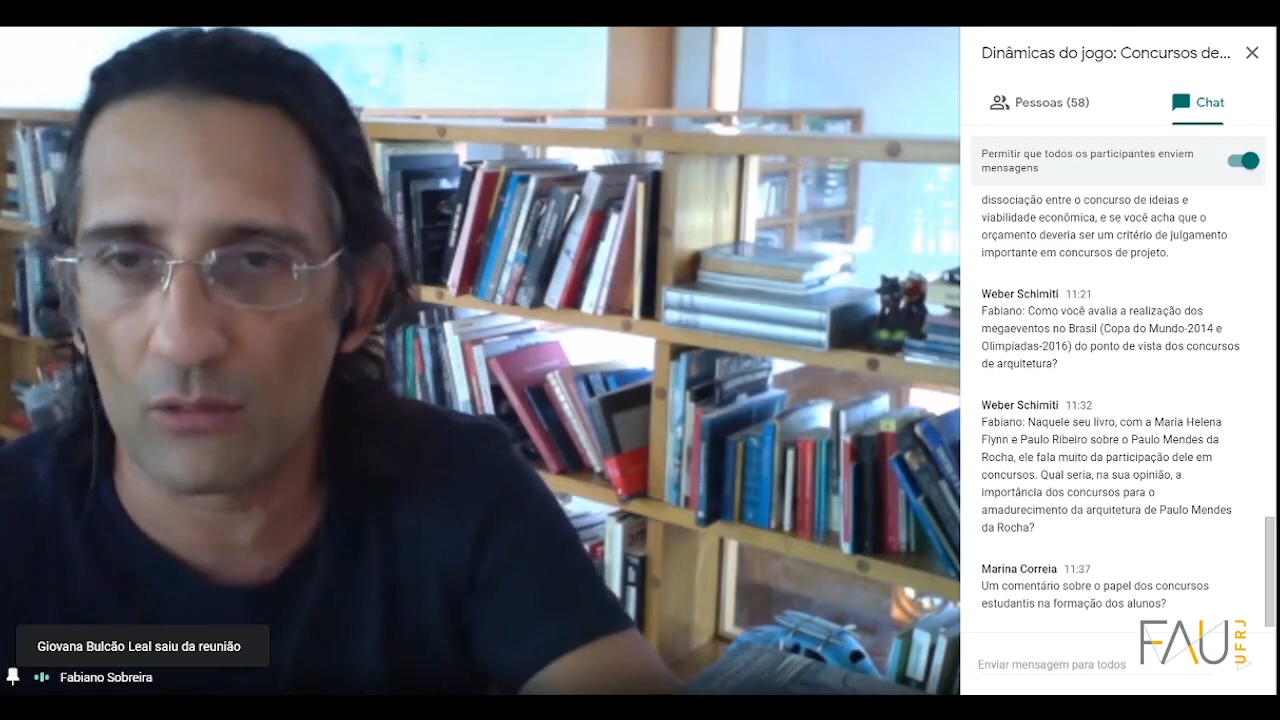 Dinâmicas do jogo: Concursos de...
Pessoas (58)
Chat
Permitir que todos os participantes enviem
mensagens
dissociação entre o concurso de ideias e
viabilidade econômica, e se você acha que o
orçamento deveria ser um critério de julgamento
importante em concursos de projeto.
Weber Schimiti 11:21
Fabiano: Como você avalia a realização dos
megaeventos no Brasil (Copa do Mundo-2014 e
Olimpíadas-2016) do ponto de vista dos concursos
de arquitetura?
Weber Schimiti 11:32
Fabiano: Naquele seu livro, com a Maria Helena
Flynn e Paulo Ribeiro sobre o Paulo Mendes da
Rocha, ele fala muito da participação dele em
concursos. Qual seria, na sua opinião, a
importância dos concursos para o
amadurecimento da arquitetura de Paulo Mendes
da Rocha?
Marina Correia 11:37
Um comentário sobre o papel dos concursos
estudantis na formação dos alunos?
Enviar mensagem para todos
FAU UFRJ
Giovana Bulcão Leal saiu da reunião
Fabiano Sobreira